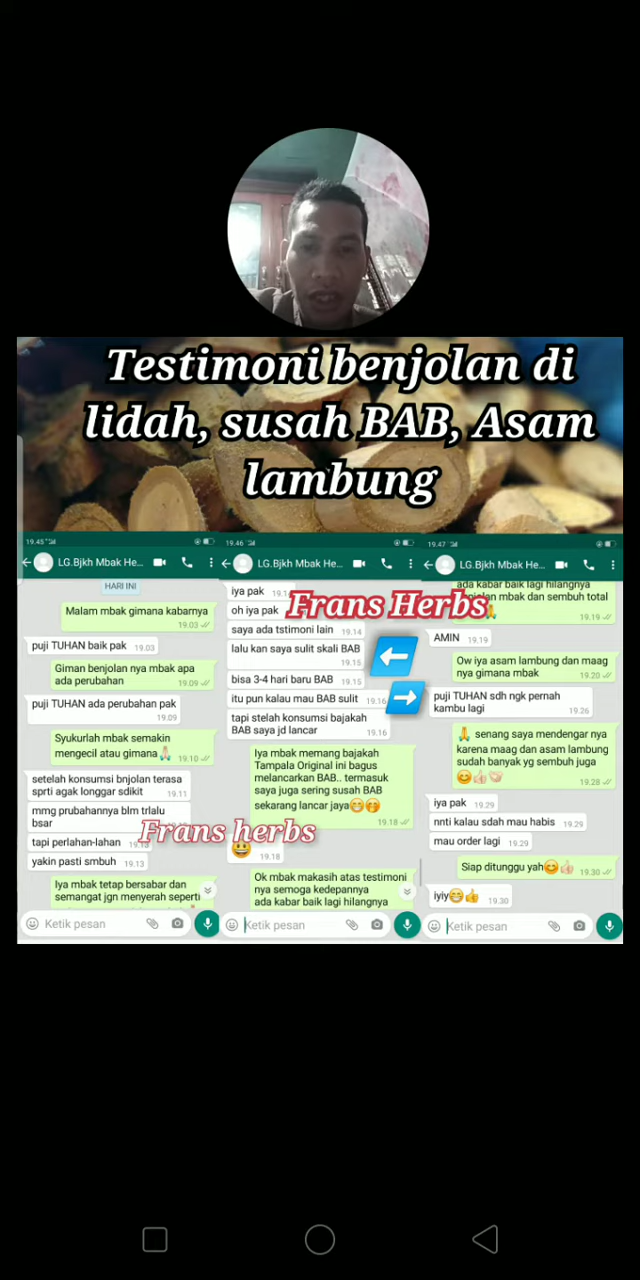 Testimoni benjolan di
lidah, susah BAB, Asam
lambung
19.45
LG.Bjkh Mbak He...
HARI INI
Malam mbak gimana kabarnya
19.03
puji TUHAN baik pak 19.03
Giman benjolan nya mbak apa
ada perubahan 19.09
puji TUHAN ada perubahan pak
19.09
Syukurlah mbak semakin
mengecil atau gimana🙏 19.10
setelah konsumsi bnjolan terasa
sprti agak longgar sdikit 19.11
mmg prubahannya blm trlalu
bsar
tapi perlahan-lahan
yakin pasti smbuh 19.13
Iya mbak tetap bersabar dan
semangat jgn menyerah seperti
Ketik pesan
Frans herbs
19.46
LG.Bjkh Mbak He...
iya pak
oh iya pak
Frans Herbs
saya ada tstimoni lain 19.14
lalu kan saya sulit skali BAB
19.15
bisa 3-4 hari baru BAB 19.15
itu pun kalau mau BAB sulit 19.16
tapi stelah konsumsi bajakah
BAB saya jd lancar 19.16
Iya mbak memang bajakah
Tampala Original ini bagus
melancarkan BAB.. termasuk
saya juga sering susah BAB
sekarang lancar jaya😁🤭
19.18
😃 19.18
Ok mbak makasih atas testimoni
nya semoga kedepannya
ada kabar baik lagi hilangnya
Ketik pesan
19.47
LG.Bjkh Mbak He...
ada kabar baik lagi hilangnya
mbak dan sembuh total
19.19
AMIN 19.19
Ow iya asam lambung dan maag
nya gimana mbak 19.20
puji TUHAN sdh ngk pernah
kambu lagi 19.26
🙏 senang saya mendengar nya
karena maag dan asam lambung
sudah banyak yg sembuh juga
19.28
iya pak 19.29
nnti kalau sdah mau habis 19.29
mau order lagi 19.29
Siap ditunggu yah😊👍 19.30
iyiy😁👍 19.30
Ketik pesan